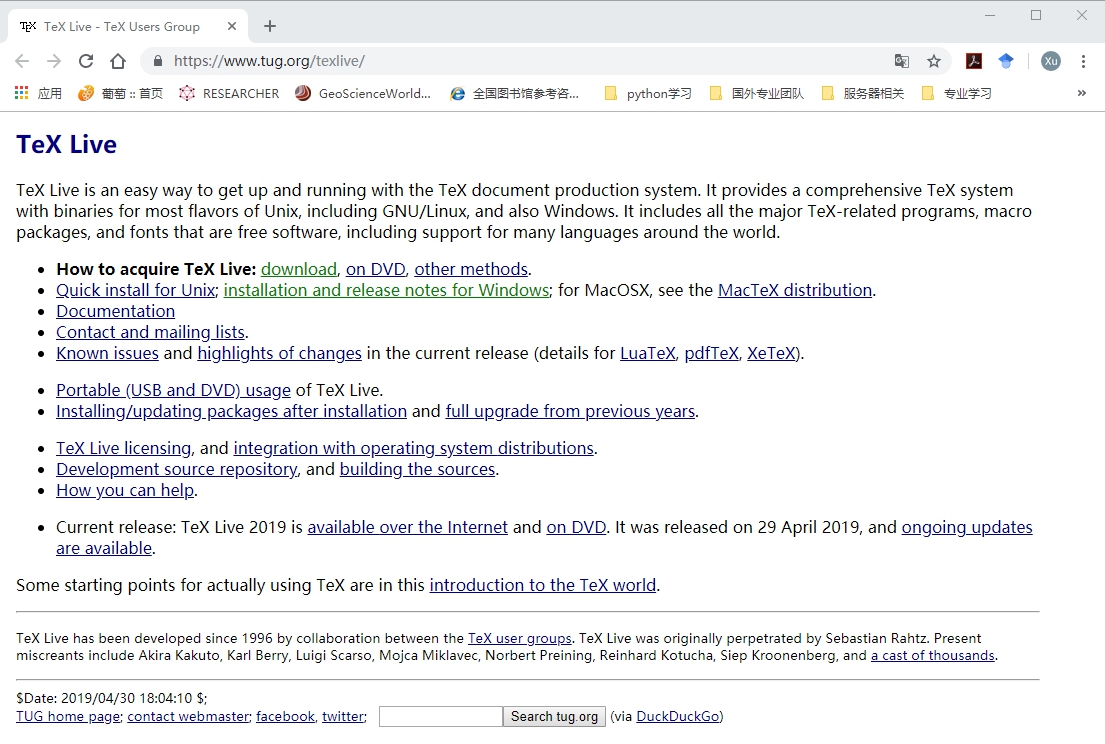 TeX Live - TeX Users Group
https://www.tug.org/texlive/
Xu
应用 葡萄 :: 首页 RESEARCHER GeoScienceWorld... 全国图书馆参考咨... python学习 国外专业团队 服务器相关 专业学习 »
TeX Live
TeX Live is an easy way to get up and running with the TeX document production system. It provides a comprehensive TeX system
with binaries for most flavors of Unix, including GNU/Linux, and also Windows. It includes all the major TeX-related programs, macro
packages, and fonts that are free software, including support for many languages around the world.
• How to acquire TeX Live: download, on DVD, other methods.
• Quick install for Unix; installation and release notes for Windows; for MacOSX, see the MacTeX distribution.
• Documentation
• Contact and mailing lists.
• Known issues and highlights of changes in the current release (details for LuaTeX, pdfTeX, XeTeX).
• Portable (USB and DVD) usage of TeX Live.
• Installing/updating packages after installation and full upgrade from previous years.
• TeX Live licensing, and integration with operating system distributions.
• Development source repository, and building the sources.
• How you can help.
• Current release: TeX Live 2019 is available over the Internet and on DVD. It was released on 29 April 2019, and ongoing updates
are available.
Some starting points for actually using TeX are in this introduction to the TeX world.
TeX Live has been developed since 1996 by collaboration between the TeX user groups. TeX Live was originally perpetrated by Sebastian Rahtz. Present
miscreants include Akira Kakuto, Karl Berry, Luigi Scarso, Mojca Miklavec, Norbert Preining, Reinhard Kotucha, Siep Kroonenberg, and a cast of thousands.
$Date: 2019/04/30 18:04:10 $;
TUG home page; contact webmaster; facebook, twitter; Search tug.org (via DuckDuckGo)